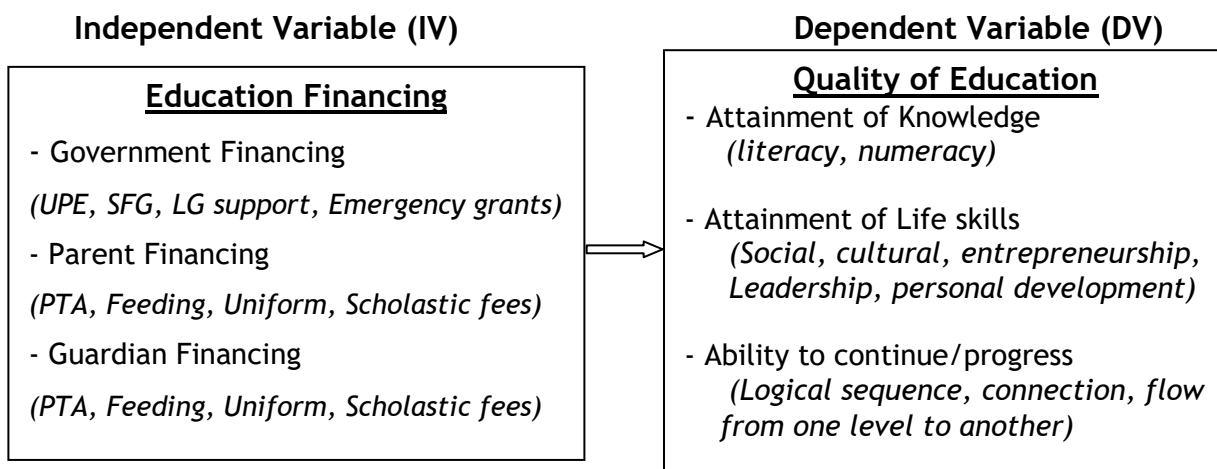 Independent Variable (IV)
Education Financing
- Government Financing
(UPE, SFG, LG support, Emergency grants)
- Parent Financing
(PTA, Feeding, Uniform, Scholastic fees)
- Guardian Financing
(PTA, Feeding, Uniform, Scholastic fees)
Dependent Variable (DV)
Quality of Education
- Attainment of Knowledge
(literacy, numeracy)
- Attainment of Life skills
(Social, cultural, entrepreneurship,
Leadership, personal development)
- Ability to continue/progress
(Logical sequence, connection, flow
from one level to another)